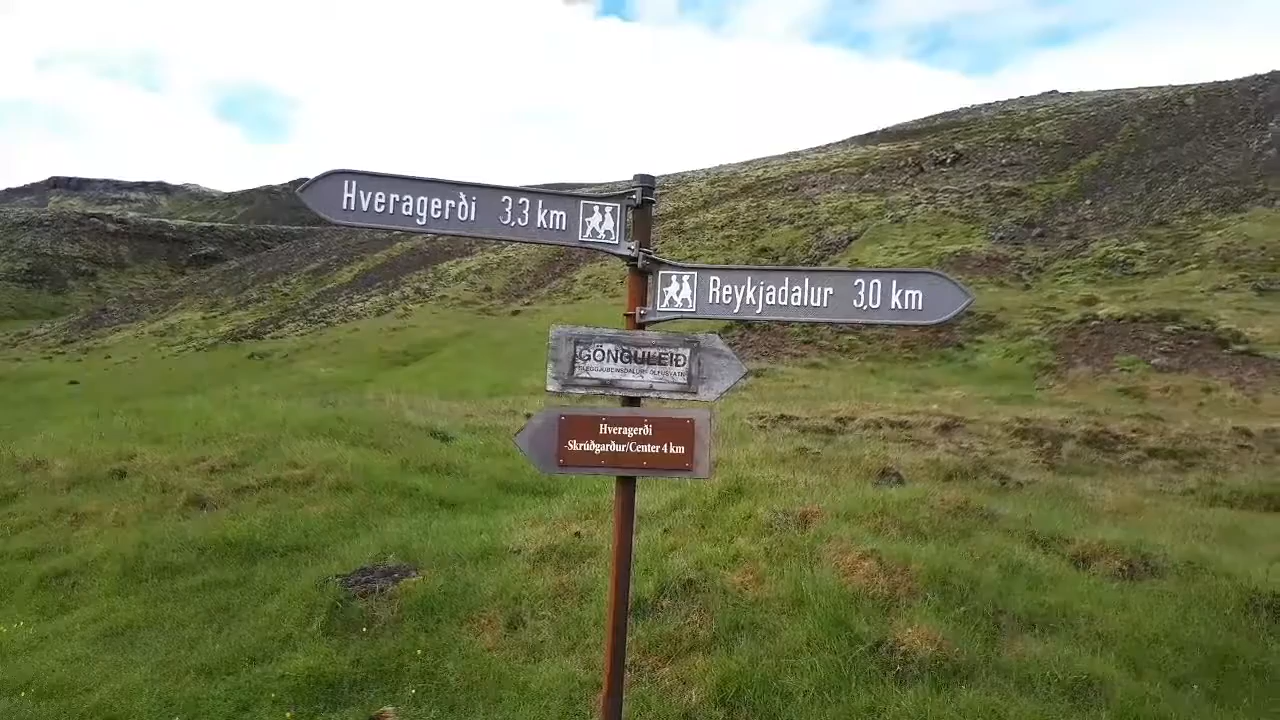 Hveragerði 3,3 km
Reykjadalur 3,0 km
GÖNGULEIÐ
Hveragerði
-Skrúðgarður/Center 4 km